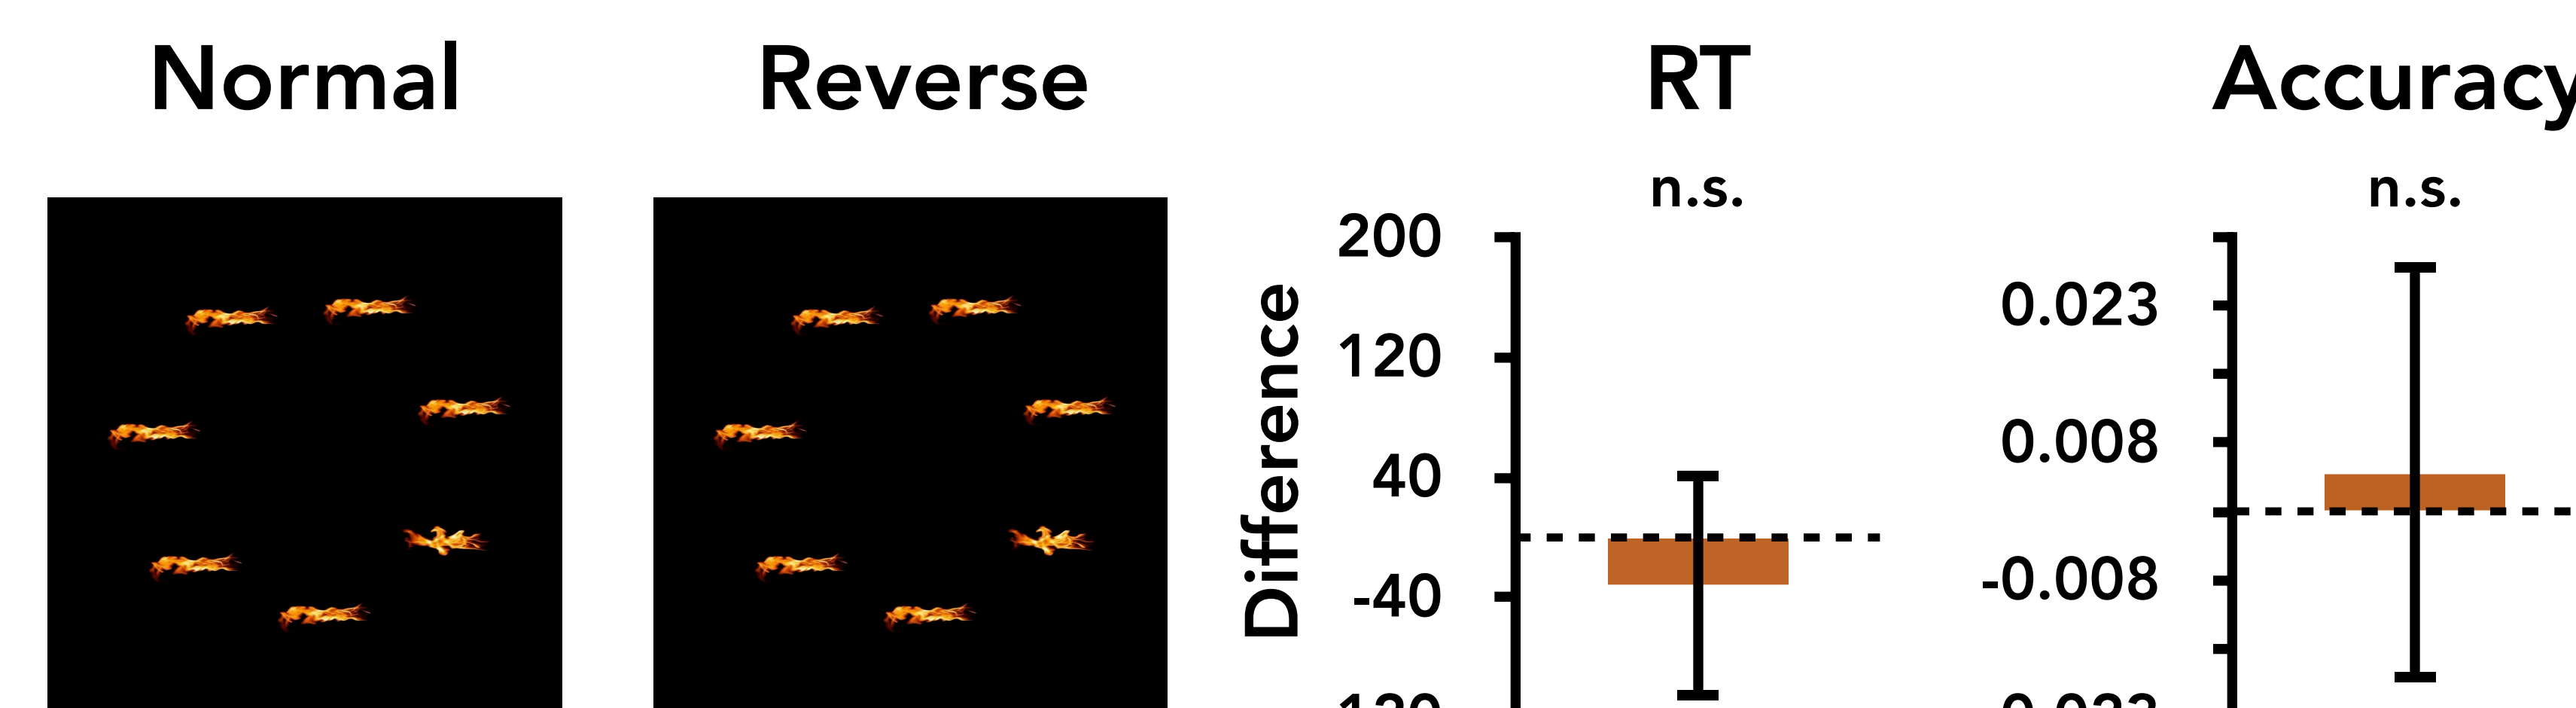 Normal
Reverse
RT
Accuracy
n.s.
n.s.
Difference
200
120
40
-40
0.023
0.008
-0.008